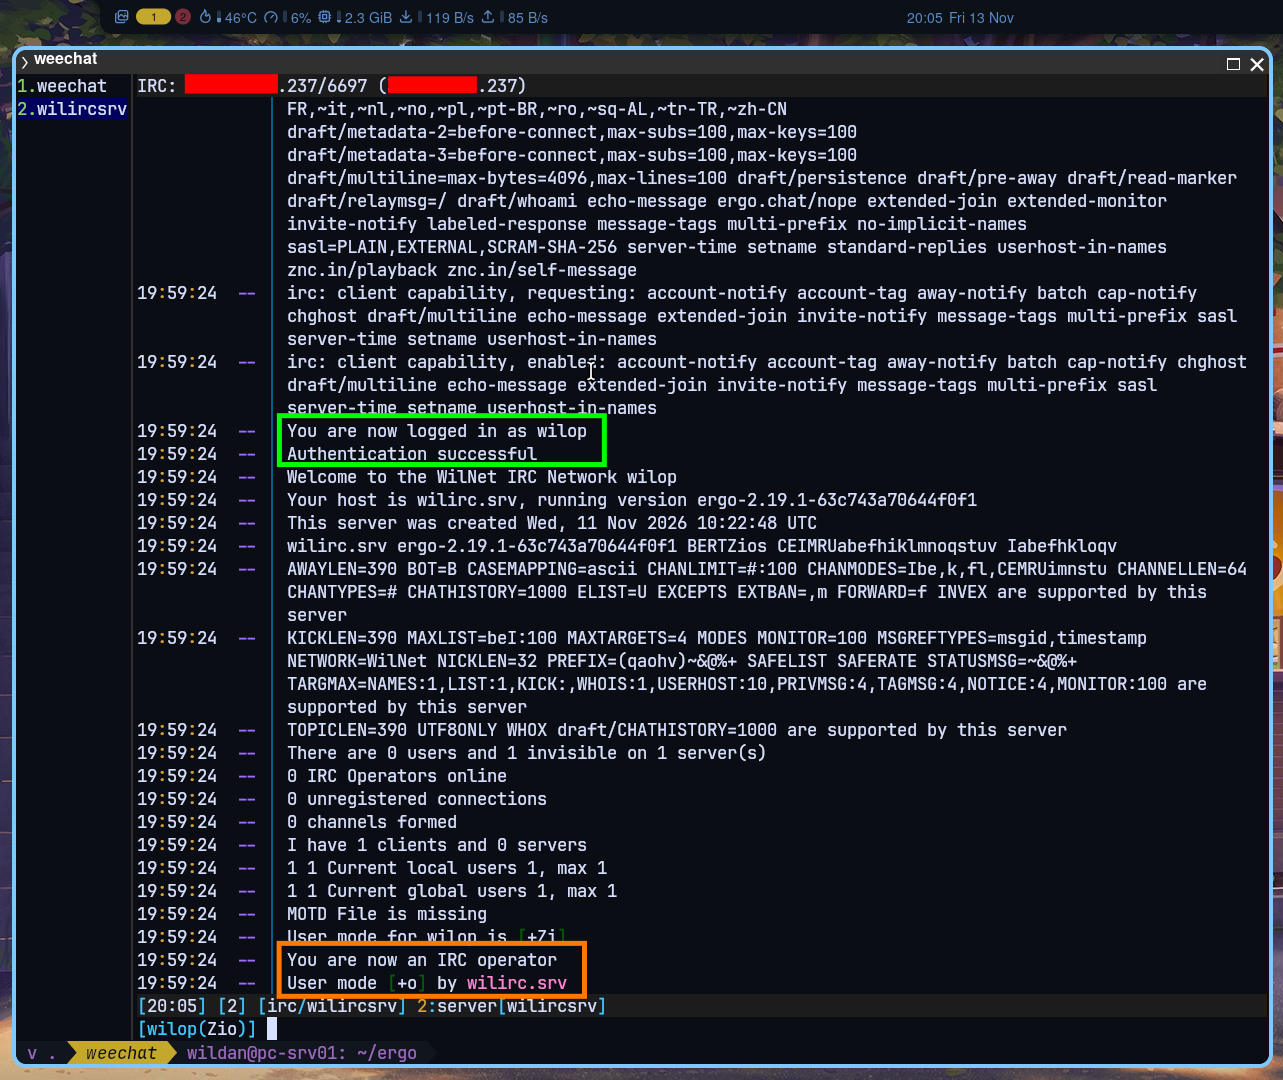 1 2 46°C 6% 2.3 GiB 119 B/s 85 B/s 20:05 Fri 13 Nov
weechat
1.weechat
2.wilircsrv
IRC: .237/6697 ( .237)
FR,~it,~nl,~no,~pl,~pt-BR,~ro,~sq-AL,~tr-TR,~zh-CN
draft/metadata-2=before-connect,max-subs=100,max-keys=100
draft/metadata-3=before-connect,max-subs=100,max-keys=100
draft/multiline=max-bytes=4096,max-lines=100 draft/persistence draft/pre-away draft/read-marker
draft/relaymsg=/ draft/whoami echo-message ergo.chat/nope extended-join extended-monitor
invite-notify labeled-response message-tags multi-prefix no-implicit-names
sasl=PLAIN,EXTERNAL,SCRAM-SHA-256 server-time setname standard-replies userhost-in-names
znc.in/playback znc.in/self-message
19:59:24 -- irc: client capability, requesting: account-notify account-tag away-notify batch cap-notify
chghost draft/multiline echo-message extended-join invite-notify message-tags multi-prefix sasl
server-time setname userhost-in-names
19:59:24 -- irc: client capability, enabled: account-notify account-tag away-notify batch cap-notify chghost
draft/multiline echo-message extended-join invite-notify message-tags multi-prefix sasl
server-time setname userhost-in-names
19:59:24 -- You are now logged in as wilop
19:59:24 -- Authentication successful
19:59:24 -- Welcome to the WilNet IRC Network wilop
19:59:24 -- Your host is wilirc.srv, running version ergo-2.19.1-63c743a70644f0f1
19:59:24 -- This server was created Wed, 11 Nov 2026 10:22:48 UTC
19:59:24 -- wilirc.srv ergo-2.19.1-63c743a70644f0f1 BERTZios CEIMRUabefhiklmnoqstuv Iabefhkloqv
19:59:24 -- AWAYLEN=390 BOT=B CASEMAPPING=ascii CHANLIMIT=#:100 CHANMODES=Ibe,k,fl,CEMRUimnstu CHANNELLEN=64
CHANTYPES=# CHATHISTORY=1000 ELIST=U EXCEPTS EXTBAN=,m FORWARD=f INVEX are supported by this
server
19:59:24 -- KICKLEN=390 MAXLIST=beI:100 MAXTARGETS=4 MODES MONITOR=100 MSGREFTYPES=msgid,timestamp
NETWORK=WilNet NICKLEN=32 PREFIX=(qaohv)~&@%+ SAFELIST SAFERATE STATUSMSG=~&@%+
TARGMAX=NAMES:1,LIST:1,KICK:,WHOIS:1,USERHOST:10,PRIVMSG:4,TAGMSG:4,NOTICE:4,MONITOR:100 are
supported by this server
19:59:24 -- TOPICLEN=390 UTF8ONLY WHOX draft/CHATHISTORY=1000 are supported by this server
19:59:24 -- There are 0 users and 1 invisible on 1 server(s)
19:59:24 -- 0 IRC Operators online
19:59:24 -- 0 unregistered connections
19:59:24 -- 0 channels formed
19:59:24 -- I have 1 clients and 0 servers
19:59:24 -- 1 1 Current local users 1, max 1
19:59:24 -- 1 1 Current global users 1, max 1
19:59:24 -- MOTD File is missing
19:59:24 -- User mode for wilop is [+Zi]
19:59:24 -- You are now an IRC operator
19:59:24 -- User mode [+o] by wilirc.srv
[20:05] [2] [irc/wilircsrv] 2:server[wilircsrv]
[wilop(Zio)]
v . weechat wildan@pc-srv01: ~/ergo